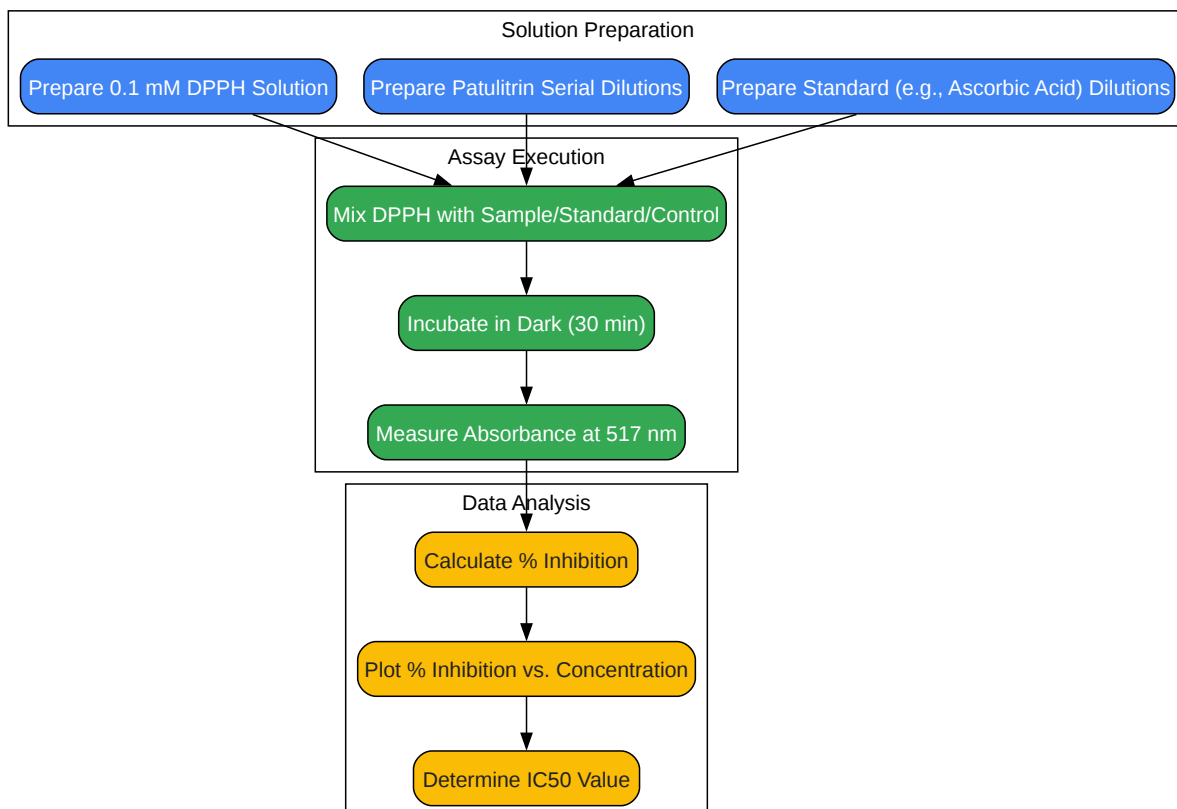 Solution Preparation
Prepare 0.1 mM DPPH Solution
Prepare Patulitrin Serial Dilutions
Prepare Standard (e.g., Ascorbic Acid) Dilutions
Assay Execution
Mix DPPH with Sample/Standard/Control
Incubate in Dark (30 min)
Measure Absorbance at 517 nm
Data Analysis
Calculate % Inhibition
Plot % Inhibition vs. Concentration
Determine IC50 Value